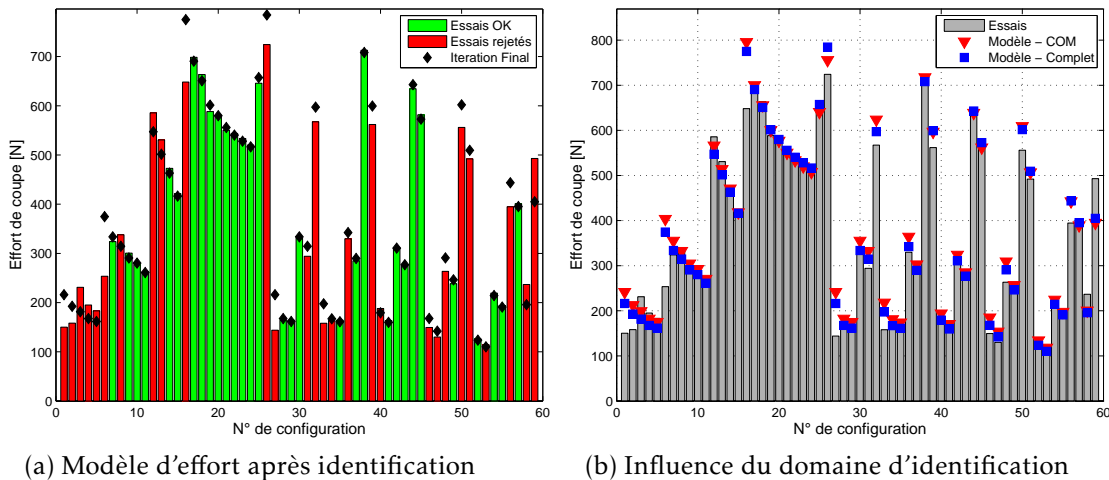 Effort de coupe [N]
700
600
500
400
300
200
100
0
0 10 20 30 40 50 60
N° de configuration
Essais OK
Essais rejetés
Iteration Final
(a) Modèle d'effort après identification
Effort de coupe [N]
800
700
600
500
400
300
200
100
0
0 10 20 30 40 50 60
N° de configuration
Essais
Modèle – COM
Modèle – Complet
(b) Influence du domaine d'identification